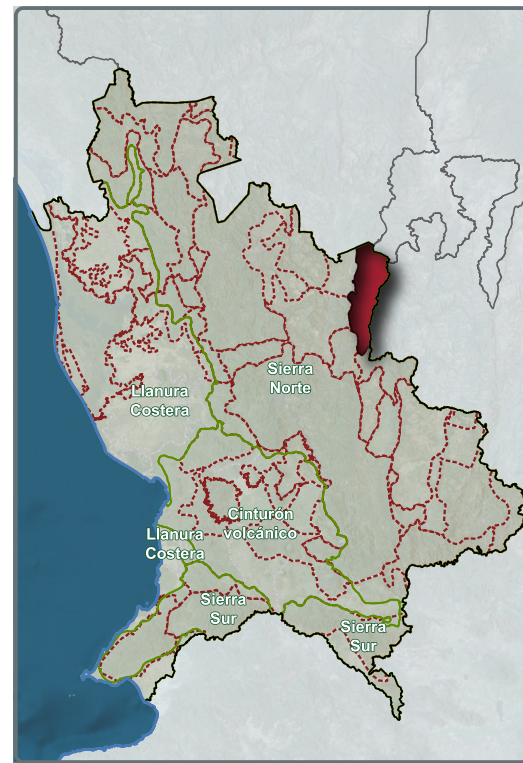 Sierra
Norte
Llanura
Costera
Cinturón
volcánico
Llanura
Costera
Sierra
Sur
Sierra
Sur